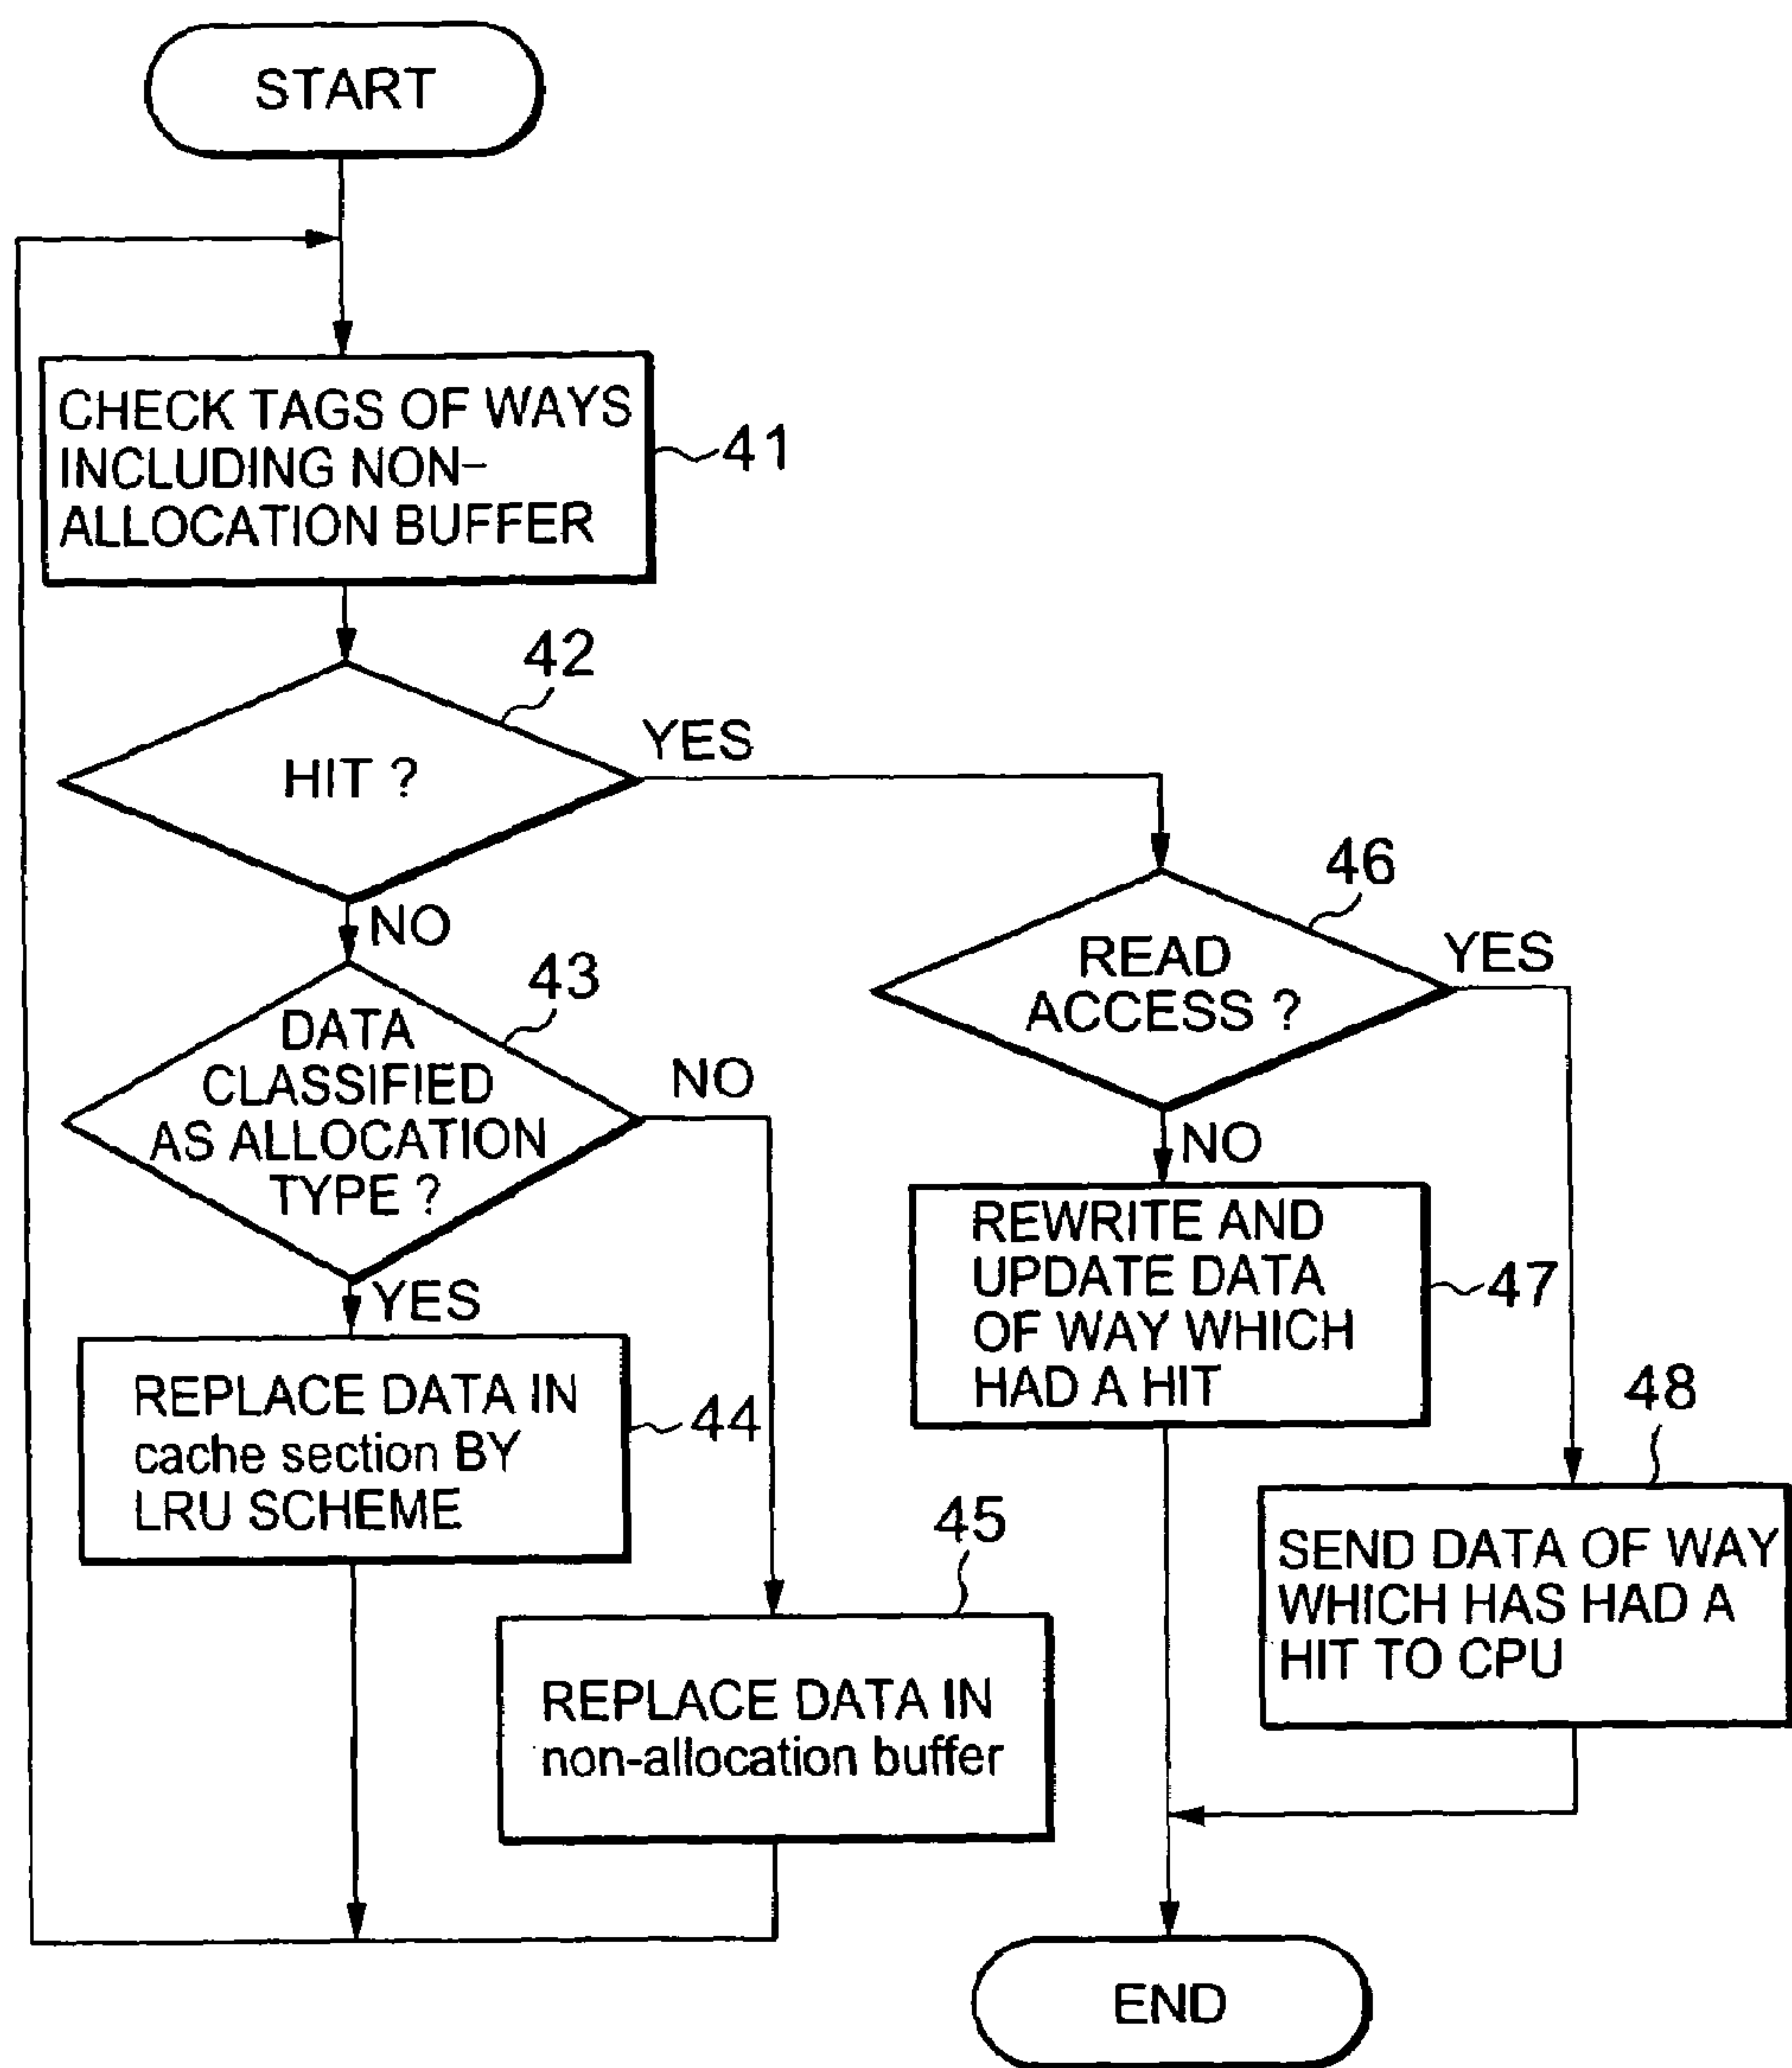 START
CHECK TAGS OF WAYS
INCLUDING NON-
ALLOCATION BUFFER
41
42
HIT ?
YES
NO
43
DATA
CLASSIFIED
AS ALLOCATION
TYPE ?
NO
YES
REPLACE DATA IN
cache section BY
LRU SCHEME
44
45
REPLACE DATA IN
non-allocation buffer
46
READ
ACCESS ?
YES
NO
REWRITE AND
UPDATE DATA
OF WAY WHICH
HAD A HIT
47
48
SEND DATA OF WAY
WHICH HAS HAD A
HIT TO CPU
END